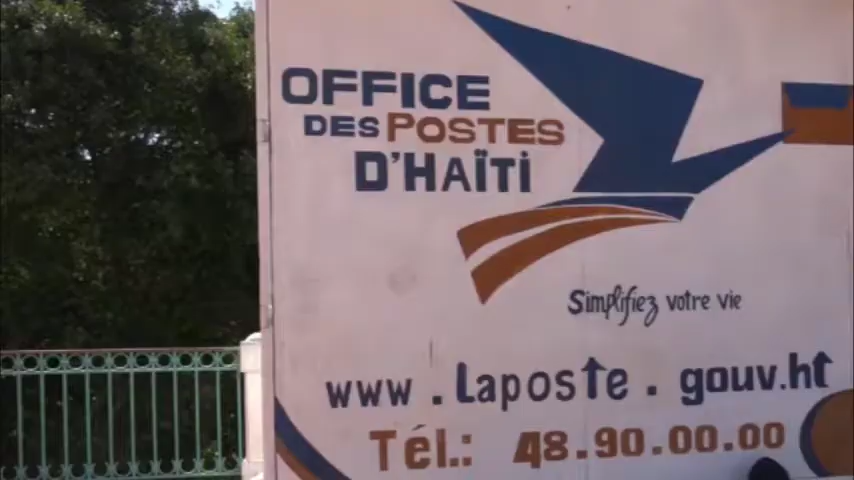 OFFICE
DES POSTES
D'HAÏTI
Simplifiez votre vie
www.Laposte.gouv.ht
Tél.: 48.90.00.00